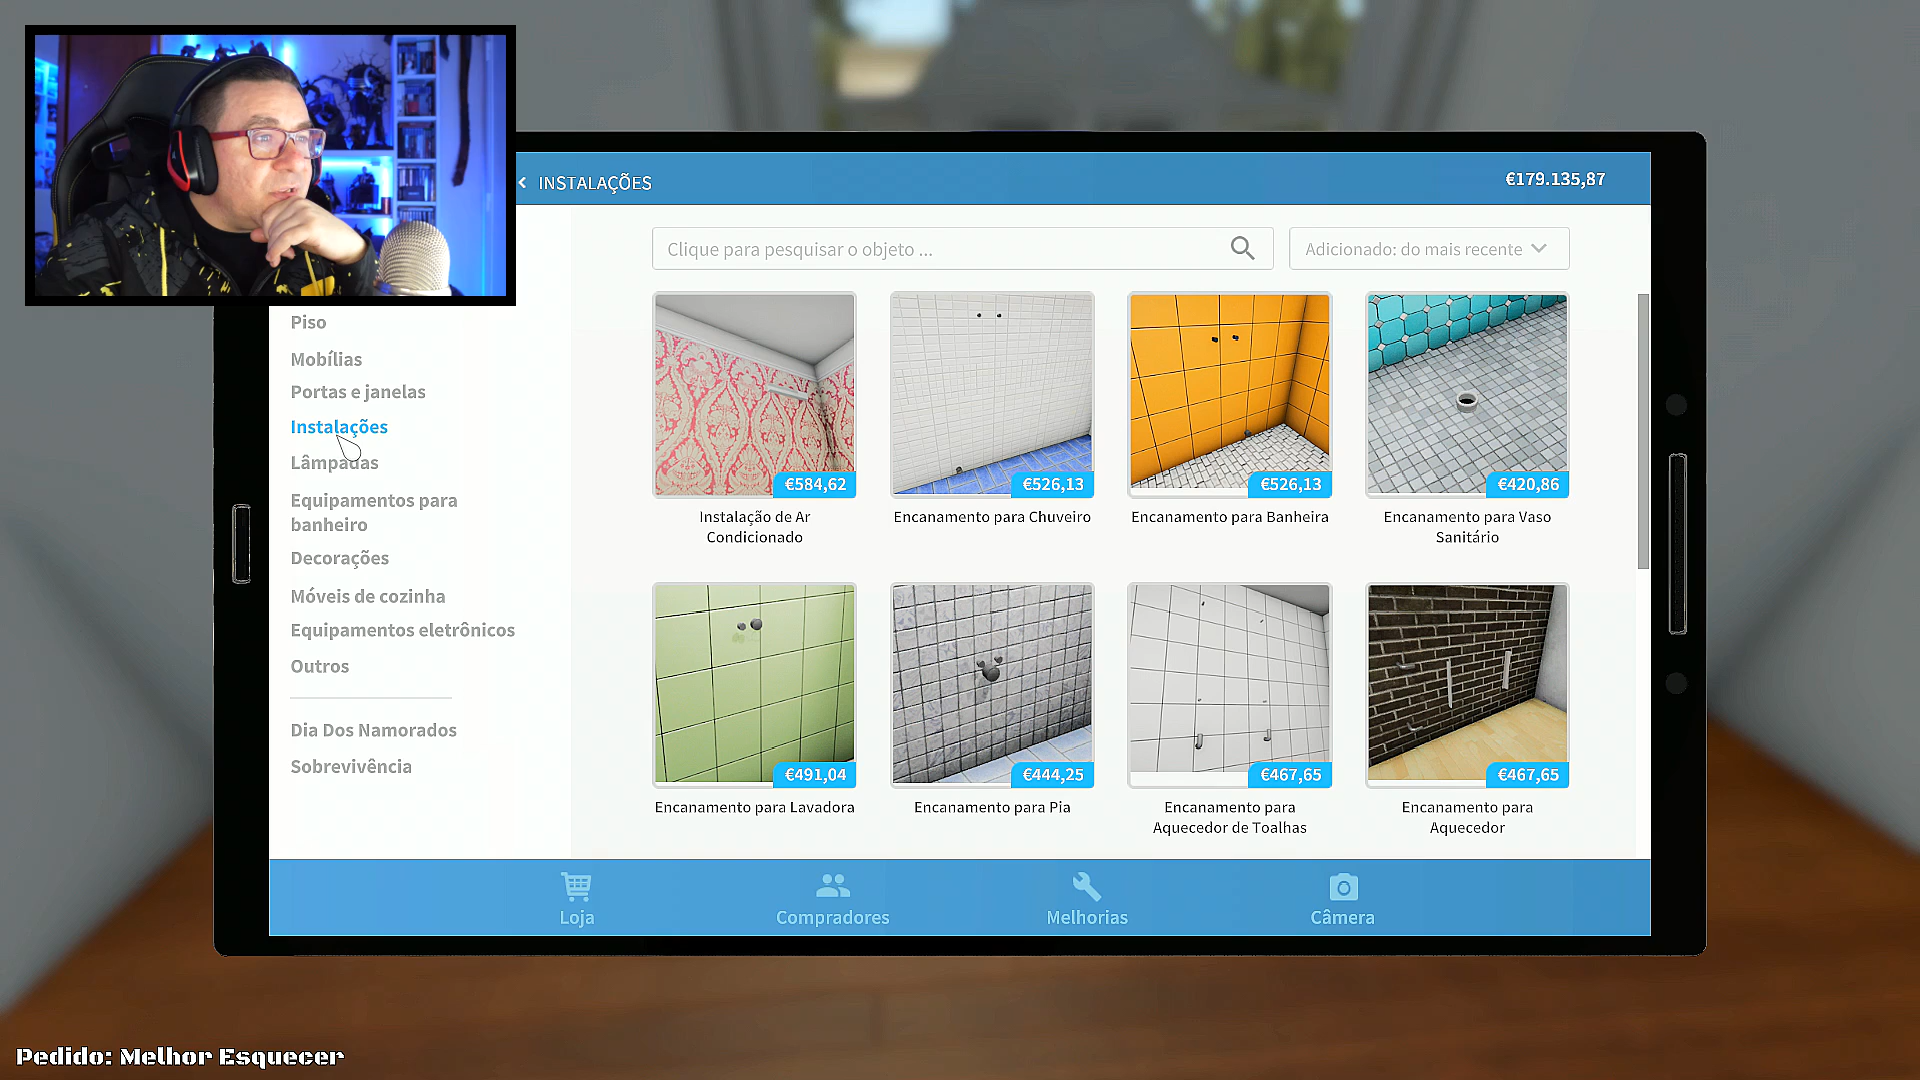 INSTALAÇÕES
€179.135,87
Clique para pesquisar o objeto ...
Adicionado: do mais recente
Piso
Mobílias
Portas e janelas
Instalações
Lâmpadas
Equipamentos para
banheiro
Decorações
Móveis de cozinha
Equipamentos eletrônicos
Outros
Dia Dos Namorados
Sobrevivência
€584,62
€526,13
€526,13
€420,86
Instalação de Ar
Condicionado
Encanamento para Chuveiro
Encanamento para Banheira
Encanamento para Vaso
Sanitário
€491,04
€444,25
€467,65
€467,65
Encanamento para Lavadora
Encanamento para Pia
Encanamento para
Aquecedor de Toalhas
Encanamento para
Aquecedor
Loja
Compradores
Melhorias
Câmera
Pedido: Melhor Esquecer